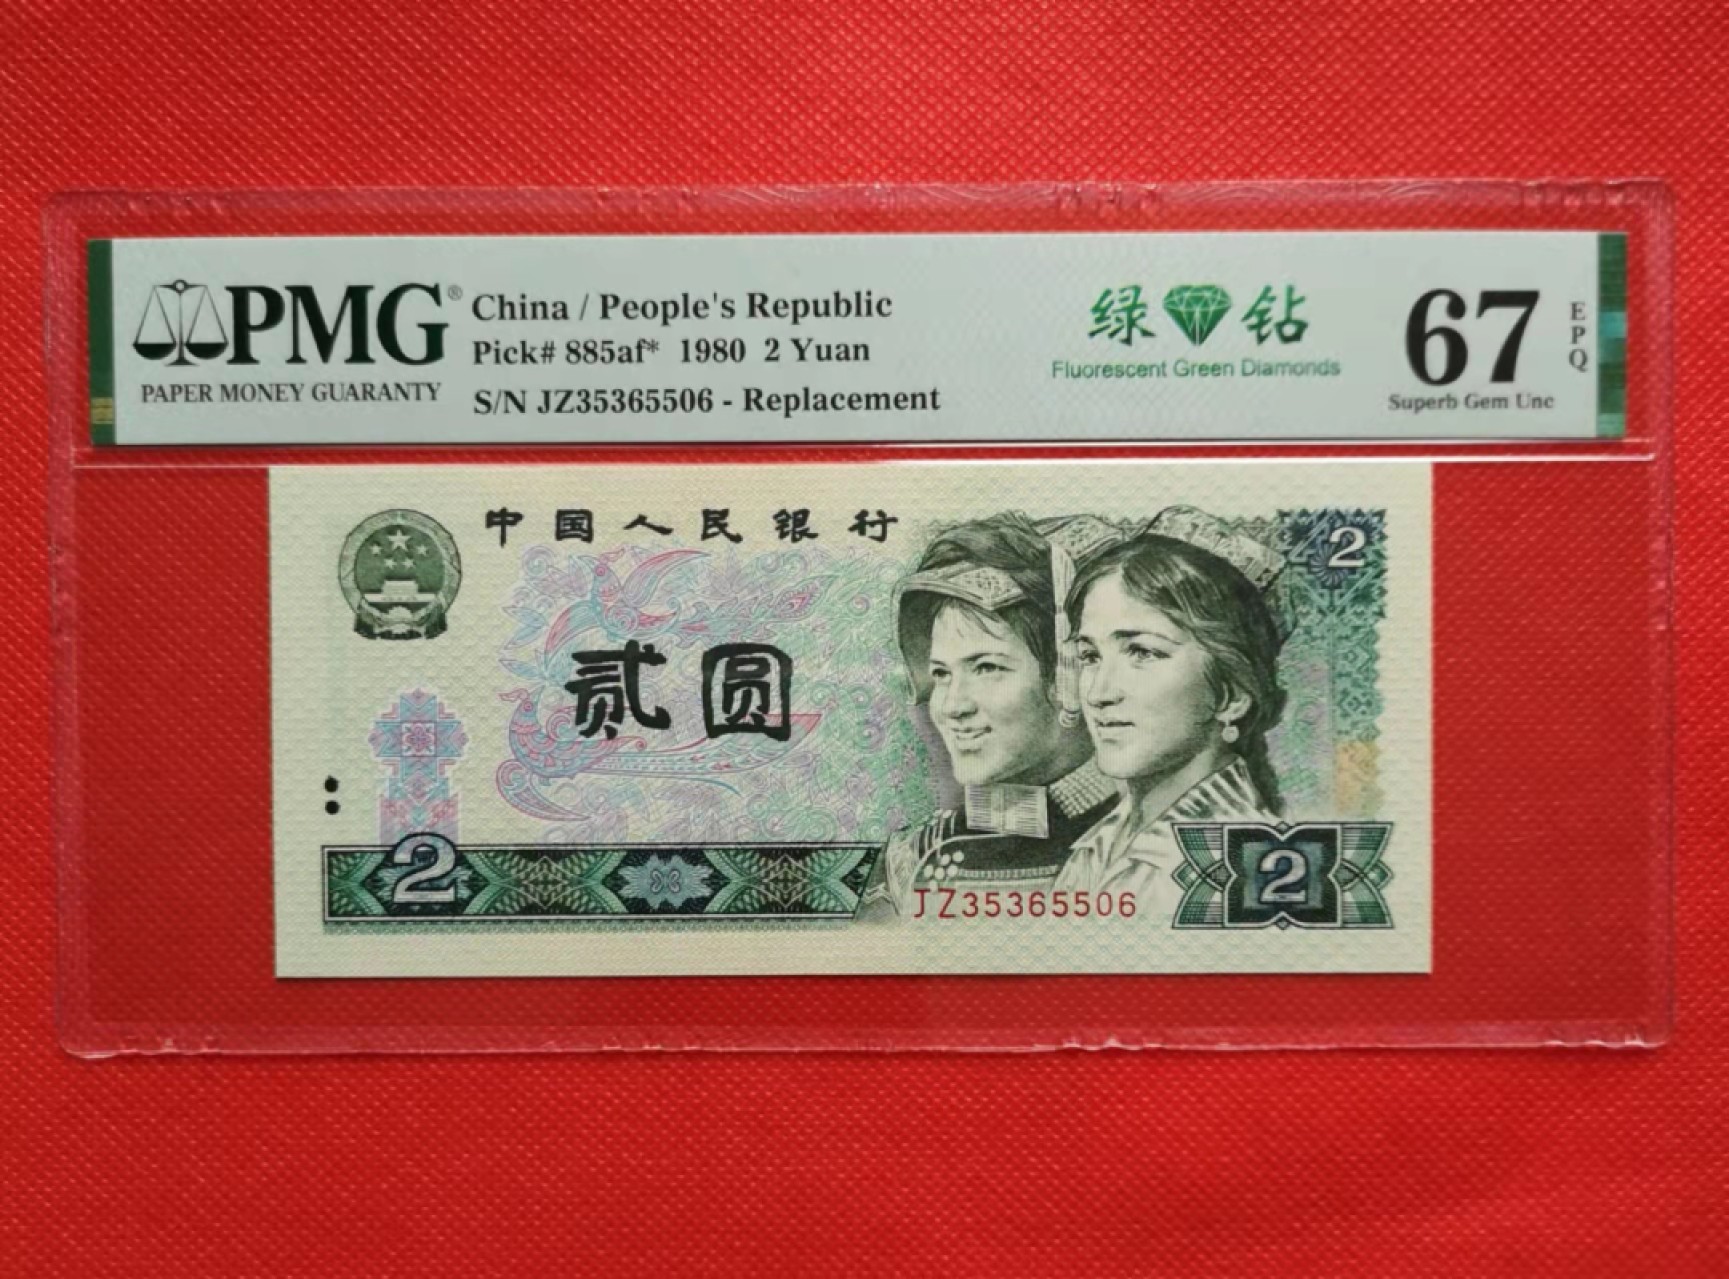 PMG®
PAPER MONEY GUARANTY
China / People's Republic
Pick# 885af* 1980 2 Yuan
S/N JZ35365506 - Replacement
绿 钻
Fluorescent Green Diamonds
67
EPQ
Superb Gem Unc
中国人民银行
2
贰圆
2
JZ35365506
2